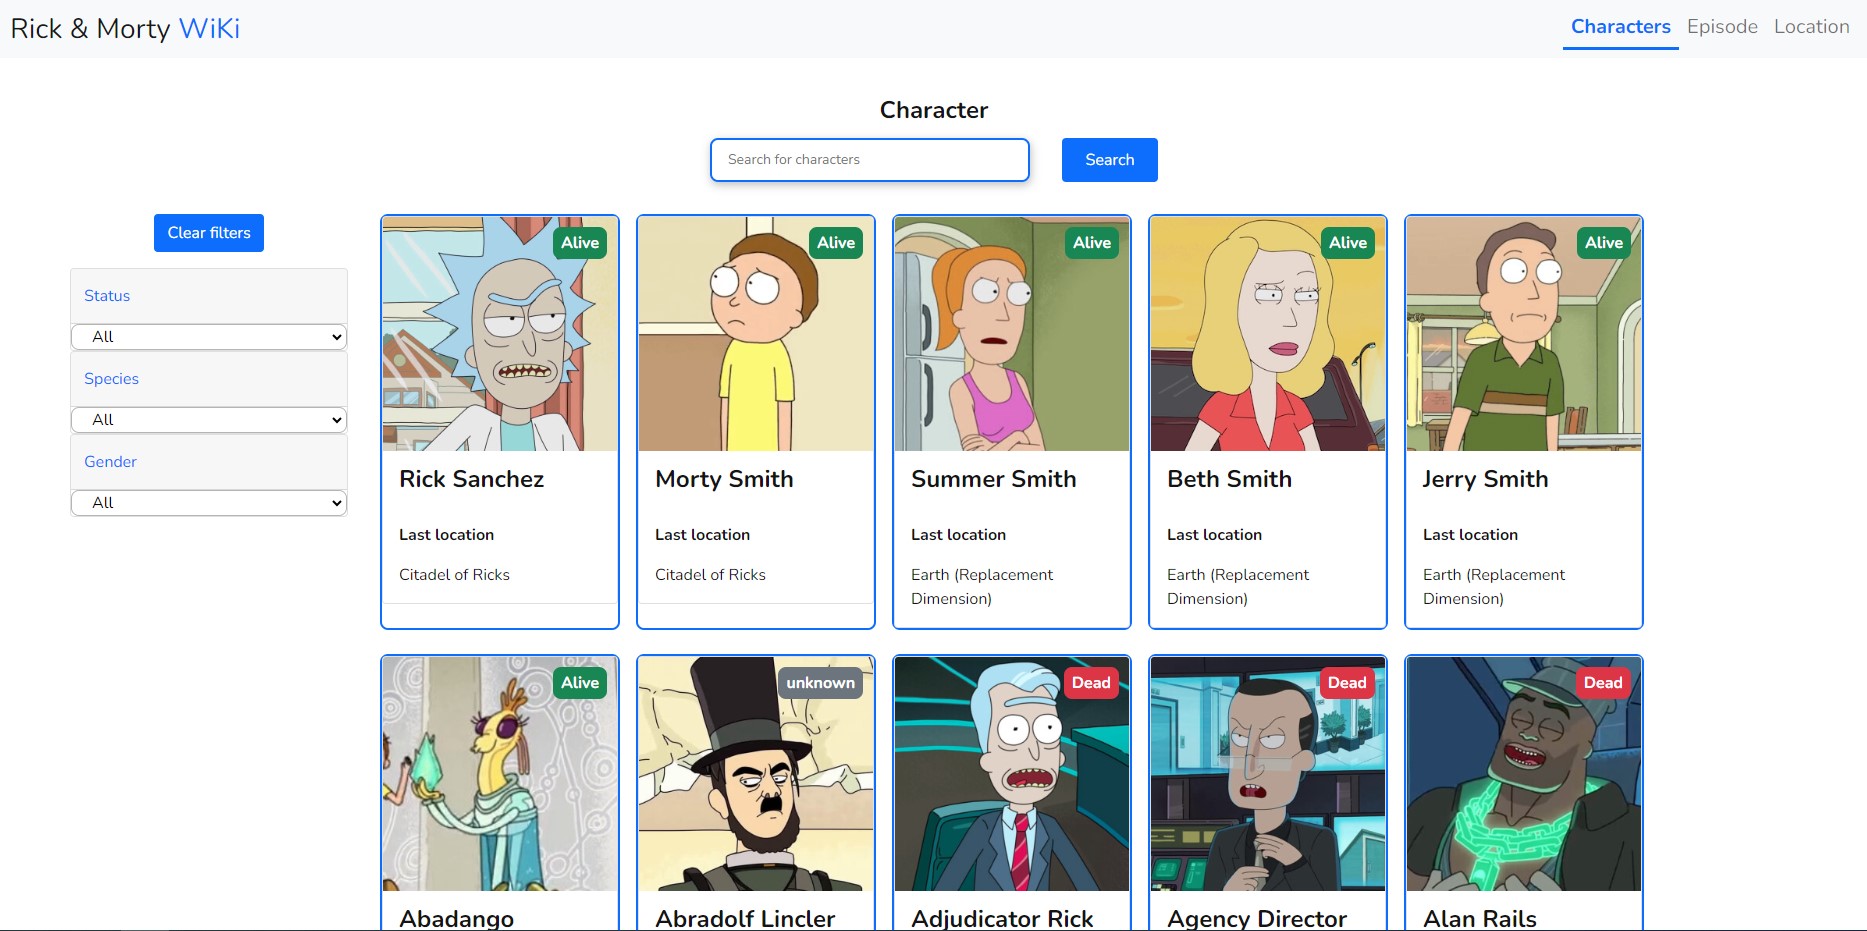 Rick & Morty WiKi
Characters Episode Location
Character
Search for characters
Search
Clear filters
Status
All
Species
All
Gender
All
Alive
Rick Sanchez
Last location
Citadel of Ricks
Alive
Morty Smith
Last location
Citadel of Ricks
Alive
Summer Smith
Last location
Earth (Replacement
Dimension)
Alive
Beth Smith
Last location
Earth (Replacement
Dimension)
Alive
Jerry Smith
Last location
Earth (Replacement
Dimension)
Alive
Abadango
unknown
Abradolf Lincler
Dead
Adjudicator Rick
Dead
Agency Director
Dead
Alan Rails